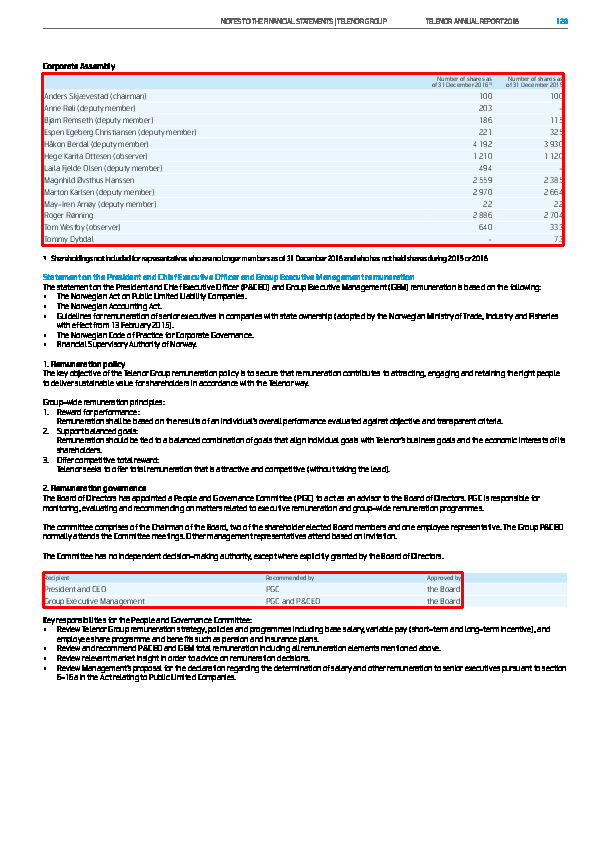 NOTES TO THE FINANCIAL STATEMENTS | TELENOR GROUP TELENOR ANNUAL REPORT 2016 129
Corporate Assembly
Number of shares as of 31 December 2016 *) Number of shares as of 31 December 2015
Anders Skjævestad (chairman) 100 100
Anne Røli (deputy member) 203 -
Bjørn Remseth (deputy member) 186 115
Espen Egeberg Christiansen (deputy member) 221 325
Håkon Berdal (deputy member) 4 192 3 930
Hege Karita Ottesen (observer) 1 210 1 120
Laila Fjelde Olsen (deputy member) 494 -
Magnhild Øvsthus Hanssen 2 559 2 385
Marton Karlsen (deputy member) 2 970 2 664
May-Iren Arnøy (deputy member) 22 22
Roger Rønning 2 886 2 704
Tom Westby (observer) 640 333
Tommy Dybdal - 73
*) Shareholdings not included for representatives who are no longer members as of 31 December 2016 and who has not held shares during 2015 or 2016
Statement on the President and Chief Executive Officer and Group Executive Management remuneration
The statement on the President and Chief Executive Officer (P&CEO) and Group Executive Management (GEM) remuneration is based on the following:
• The Norwegian Act on Public Limited Liability Companies.
• The Norwegian Accounting Act.
• Guidelines for remuneration of senior executives in companies with state ownership (adopted by the Norwegian Ministry of Trade, Industry and Fisheries
with effect from 13 February 2015).
• The Norwegian Code of Practice for Corporate Governance.
• Financial Supervisory Authority of Norway.
1. Remuneration policy
The key objective of the Telenor Group remuneration policy is to secure that remuneration contributes to attracting, engaging and retaining the right people
to deliver sustainable value for shareholders in accordance with the Telenor way.
Group-wide remuneration principles:
1. Reward for performance:
Remuneration shall be based on the results of an individual's overall performance evaluated against objective and transparent criteria.
2. Support balanced goals:
Remuneration should be tied to a balanced combination of goals that align individual goals with Telenor's business goals and the economic interests of its
shareholders.
3. Offer competitive total reward:
Telenor seeks to offer total remuneration that is attractive and competitive (without taking the lead).
2. Remuneration governance
The Board of Directors has appointed a People and Governance Committee (PGC) to act as an advisor to the Board of Directors. PGC is responsible for
monitoring, evaluating and recommending on matters related to executive remuneration and group-wide remuneration programmes.
The committee comprises of the Chairman of the Board, two of the shareholder elected Board members and one employee representative. The Group P&CEO
normally attends the Committee meetings. Other management representatives attend based on invitation.
The Committee has no independent decision-making authority, except where explicitly granted by the Board of Directors.
Recipient Recommended by Approved by
President and CEO PGC the Board
Group Executive Management PGC and P&CEO the Board
Key responsibilities for the People and Governance Committee:
• Review Telenor Group remuneration strategy, policies and programmes including base salary, variable pay (short-term and long-term incentive), and
employee share programme and benefits such as pension and insurance plans.
• Review and recommend P&CEO and GEM total remuneration including all remuneration elements mentioned above.
• Review relevant market insight in order to advice on remuneration decisions.
• Review Management's proposal for the declaration regarding the determination of salary and other remuneration to senior executives pursuant to section
6-16a in the Act relating to Public Limited Companies.